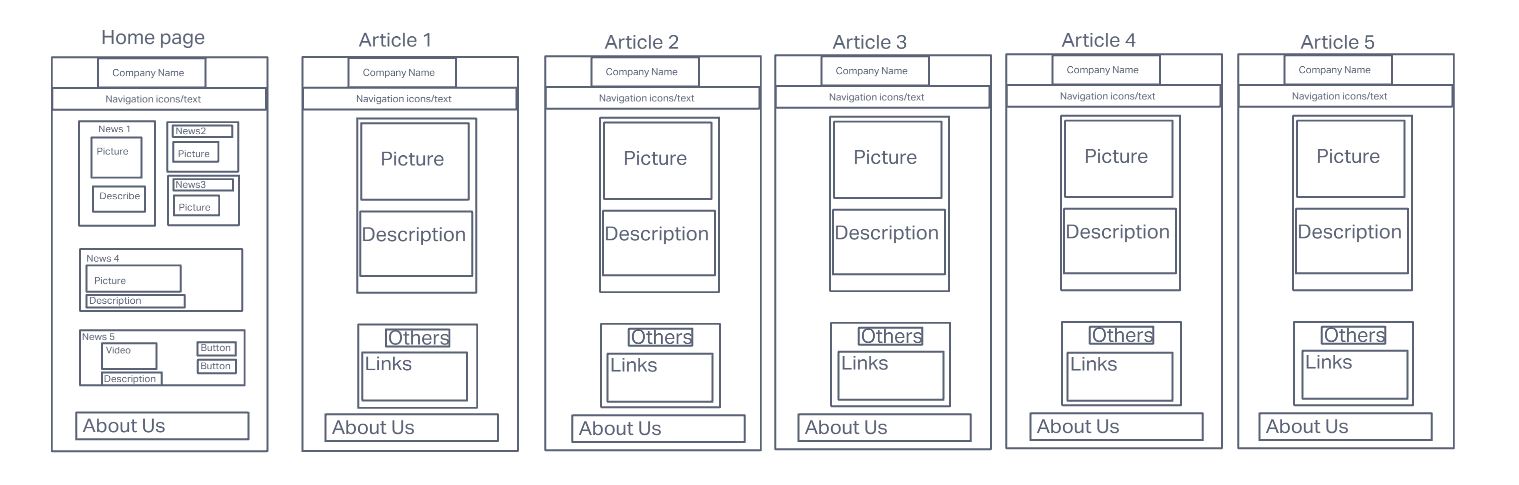 Home page
Company Name
Navigation icons/text
News 1
Picture
Describe
News2
Picture
News3
Picture
News 4
Picture
Description
News 5
Video
Description
Button
Button
About Us
Article 1
Company Name
Navigation icons/text
Picture
Description
Others
Links
About Us
Article 2
Company Name
Navigation icons/text
Picture
Description
Others
Links
About Us
Article 3
Company Name
Navigation icons/text
Picture
Description
Others
Links
About Us
Article 4
Company Name
Navigation icons/text
Picture
Description
Others
Links
About Us
Article 5
Company Name
Navigation icons/text
Picture
Description
Others
Links
About Us